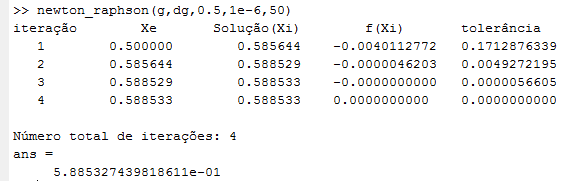 >> newton_raphson(g,dg,0.5,1e-6,50)
iteração Xe Solução(Xi) f(Xi) tolerância
1 0.500000 0.585644 -0.0040112772 0.1712876339
2 0.585644 0.588529 -0.0000046203 0.0049272195
3 0.588529 0.588533 -0.0000000000 0.0000056605
4 0.588533 0.588533 0.0000000000 0.0000000000
Número total de iterações: 4
ans =
5.885327439818611e-01